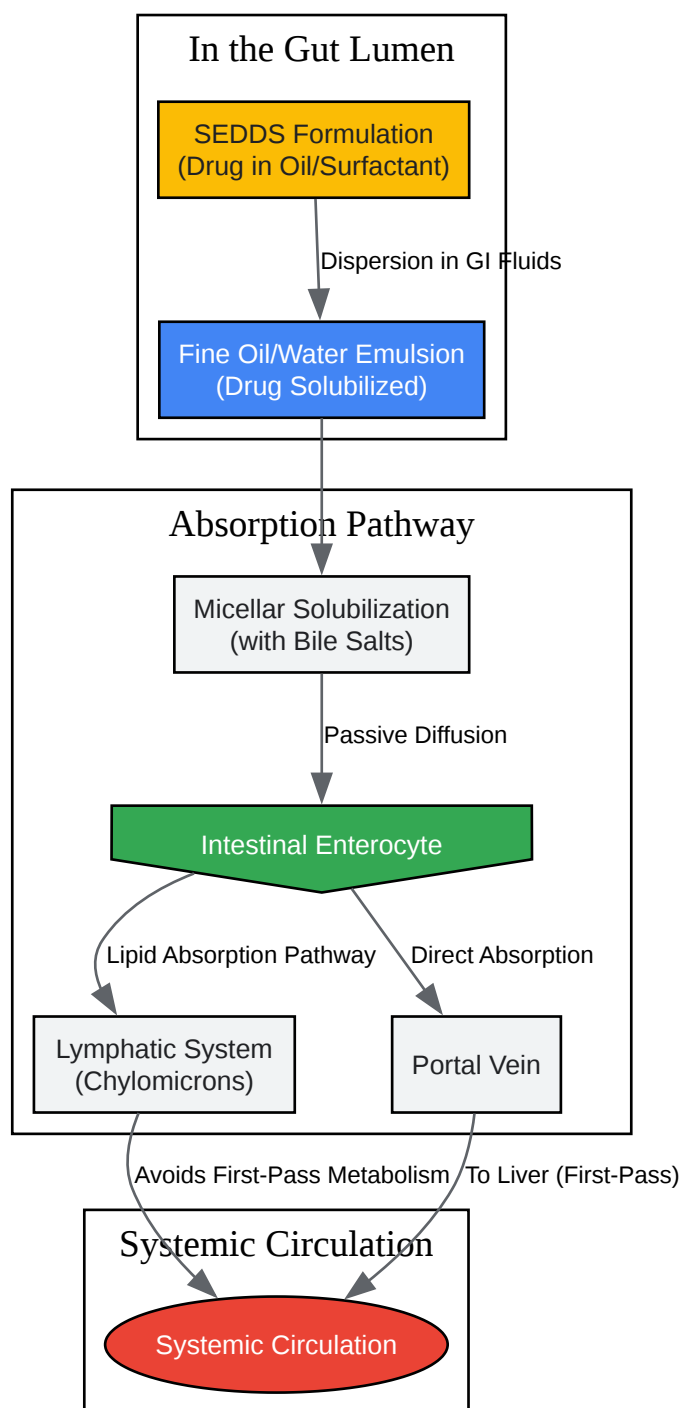 In the Gut Lumen
SEDDS Formulation
(Drug in Oil/Surfactant)
Dispersion in GI Fluids
Fine Oil/Water Emulsion
(Drug Solubilized)
Absorption Pathway
Micellar Solubilization
(with Bile Salts)
Passive Diffusion
Intestinal Enterocyte
Lipid Absorption Pathway
Direct Absorption
Lymphatic System
(Chylomicrons)
Portal Vein
Avoids First-Pass Metabolism
To Liver (First-Pass)
Systemic Circulation
Systemic Circulation